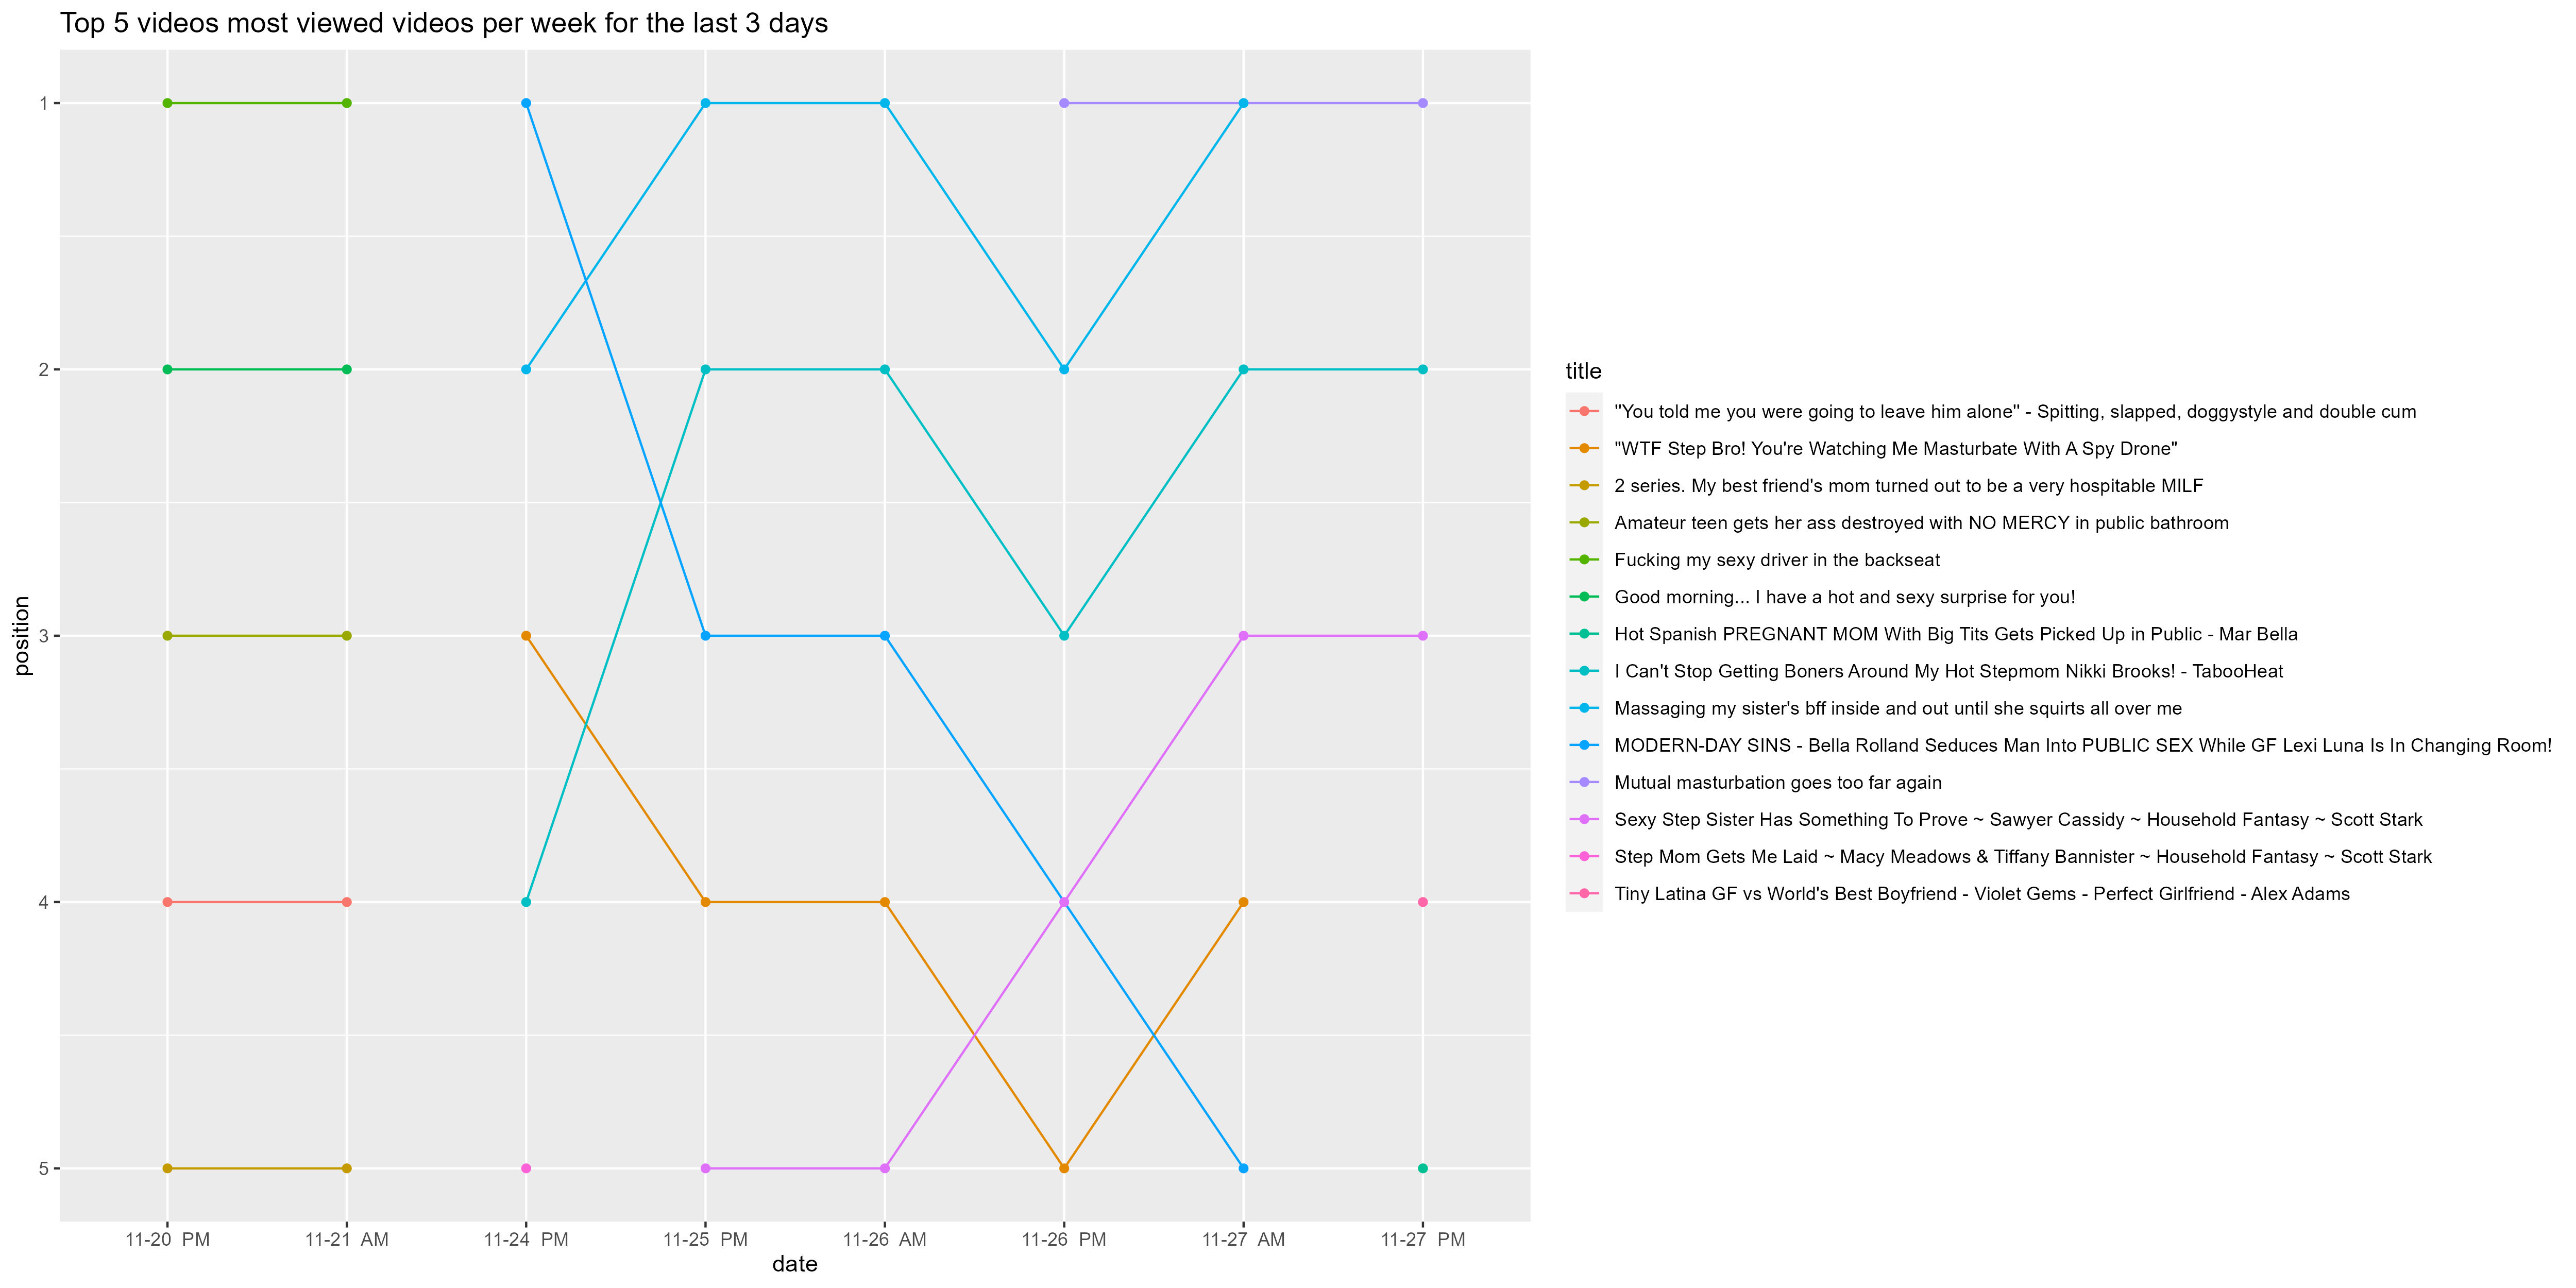 Top 5 videos most viewed videos per week for the last 3 days
position
1
2
3
4
5
11-20 PM
11-21 AM
11-24 PM
11-25 PM
11-26 AM
11-26 PM
11-27 AM
11-27 PM
date
title
"You told me you were going to leave him alone" - Spitting, slapped, doggystyle and double cum
"WTF Step Bro! You're Watching Me Masturbate With A Spy Drone"
2 series. My best friend's mom turned out to be a very hospitable MILF
Amateur teen gets her ass destroyed with NO MERCY in public bathroom
Fucking my sexy driver in the backseat
Good morning... I have a hot and sexy surprise for you!
Hot Spanish PREGNANT MOM With Big Tits Gets Picked Up in Public - Mar Bella
I Can't Stop Getting Boners Around My Hot Stepmom Nikki Brooks! - TabooHeat
Massaging my sister's bff inside and out until she squirts all over me
MODERN-DAY SINS - Bella Rolland Seduces Man Into PUBLIC SEX While GF Lexi Luna Is In Changing Room!
Mutual masturbation goes too far again
Sexy Step Sister Has Something To Prove ~ Sawyer Cassidy ~ Household Fantasy ~ Scott Stark
Step Mom Gets Me Laid ~ Macy Meadows & Tiffany Bannister ~ Household Fantasy ~ Scott Stark
Tiny Latina GF vs World's Best Boyfriend - Violet Gems - Perfect Girlfriend - Alex Adams